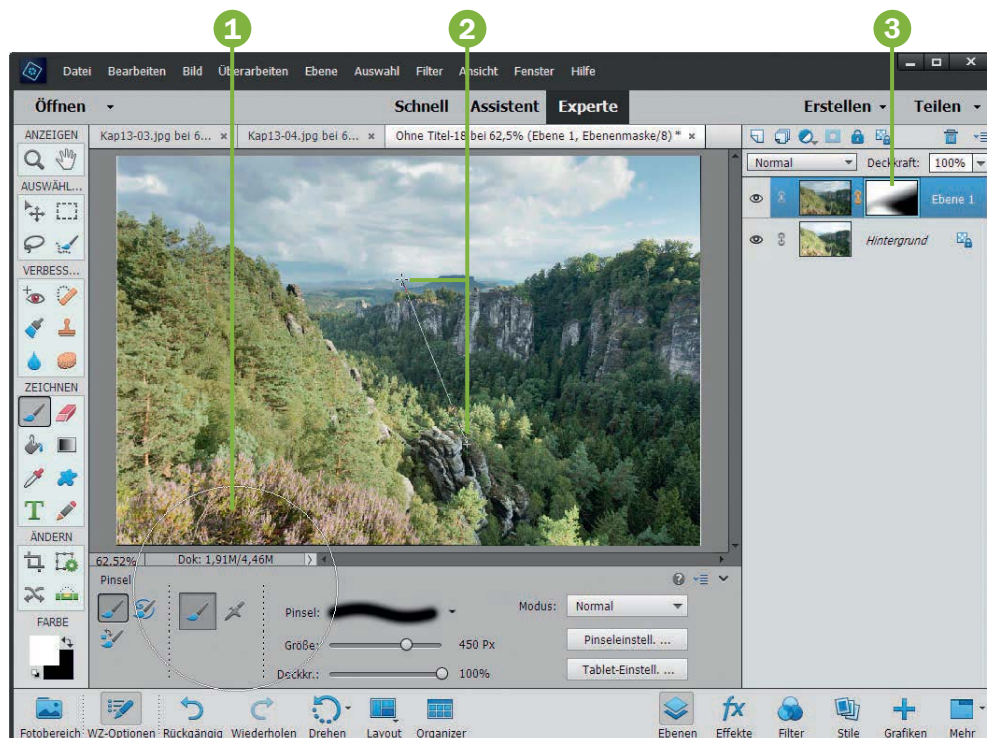 1 2 3
Datei Bearbeiten Bild Überarbeiten Ebene Auswahl Filter Ansicht Fenster Hilfe
Öffnen Schnell Assistent Experte Erstellen Teilen
ANZEIGEN
Kap13-03.jpg bei 6... × Kap13-04.jpg bei 6... × Ohne Titel-18 bei 62,5% (Ebene 1, Ebenenmaske/8) * ×
Normal Deckkraft: 100%
AUSWÄHL...
Ebene 1
Hintergrund
VERBESS...
ZEICHNEN
T
ÄNDERN
62,52% Dok: 1,91M/4,46M
Pinsel
Pinsel: Modus: Normal
FARBE
Größe: 450 Px Pinseleinstell. ...
Deckkr.: 100% Tablet-Einstell. ...
Fotobereich WZ-Optionen Rückgängig Wiederholen Drehen Layout Organizer Ebenen Effekte Filter Stile Grafiken Mehr